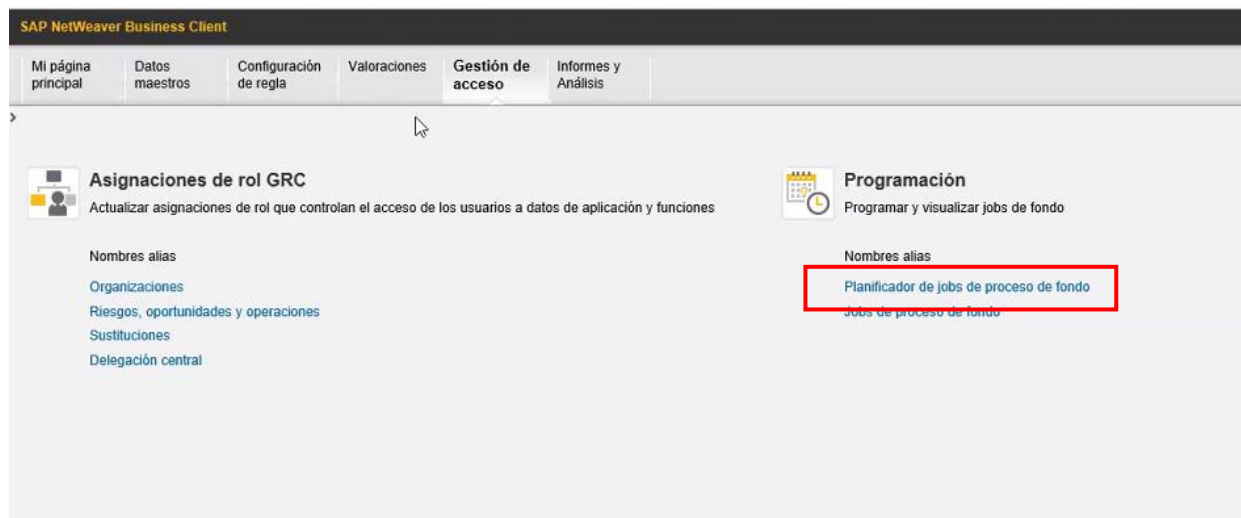 SAP NetWeaver Business Client
Mi página principal
Datos maestros
Configuración de regla
Valoraciones
Gestión de acceso
Informes y Análisis
Asignaciones de rol GRC
Actualizar asignaciones de rol que controlan el acceso de los usuarios a datos de aplicación y funciones
Nombres alias
Organizaciones
Riesgos, oportunidades y operaciones
Sustituciones
Delegación central
Programación
Programar y visualizar jobs de fondo
Nombres alias
Planificador de jobs de proceso de fondo
Jobs de proceso de fondo